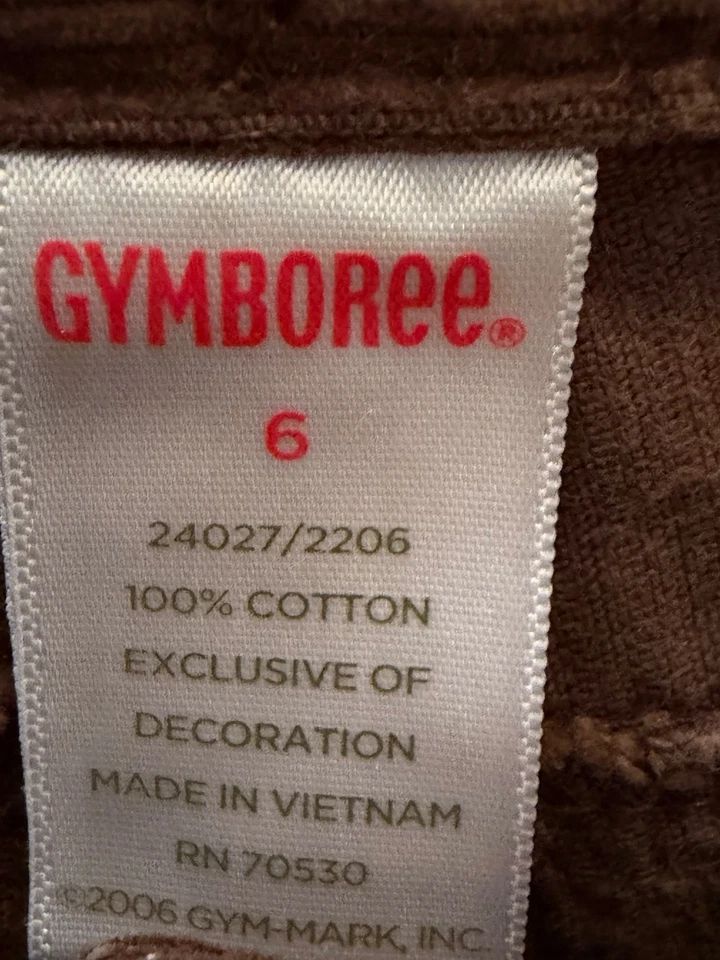 GYMBOREE®
6
24027/2206
100% COTTON
EXCLUSIVE OF
DECORATION
MADE IN VIETNAM
RN 70530
©2006 GYM-MARK, INC.